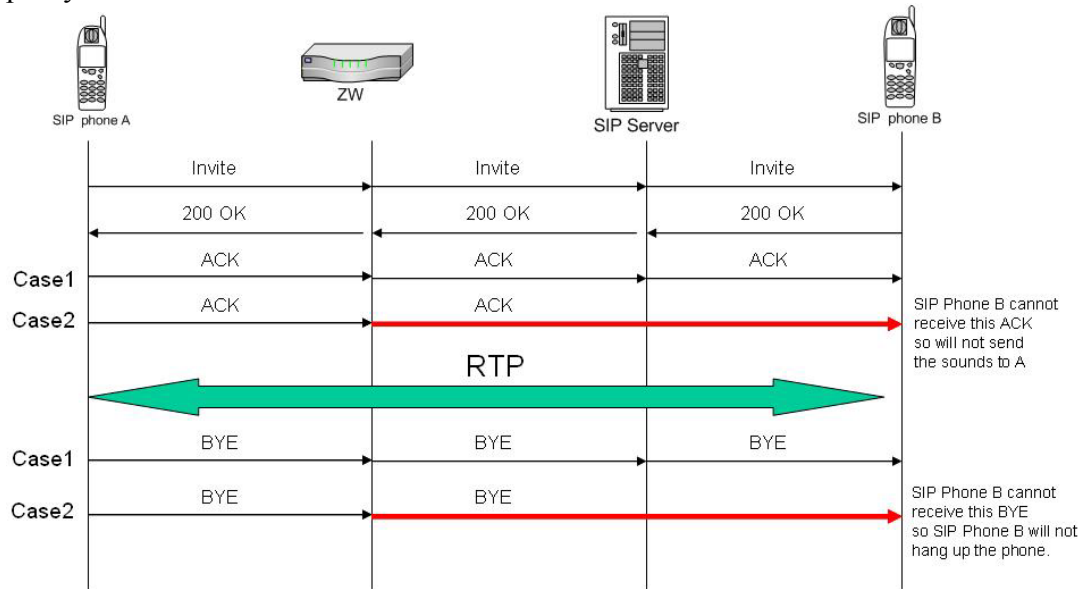 SIP phone A
ZW
SIP Server
SIP phone B
Invite Invite Invite
200 OK 200 OK 200 OK
Case1 ACK ACK ACK
Case2 ACK ACK
SIP Phone B cannot
receive this ACK
so will not send
the sounds to A
RTP
Case1 BYE BYE BYE
Case2 BYE BYE
SIP Phone B cannot
receive this BYE
so SIP Phone B will not
hang up the phone.